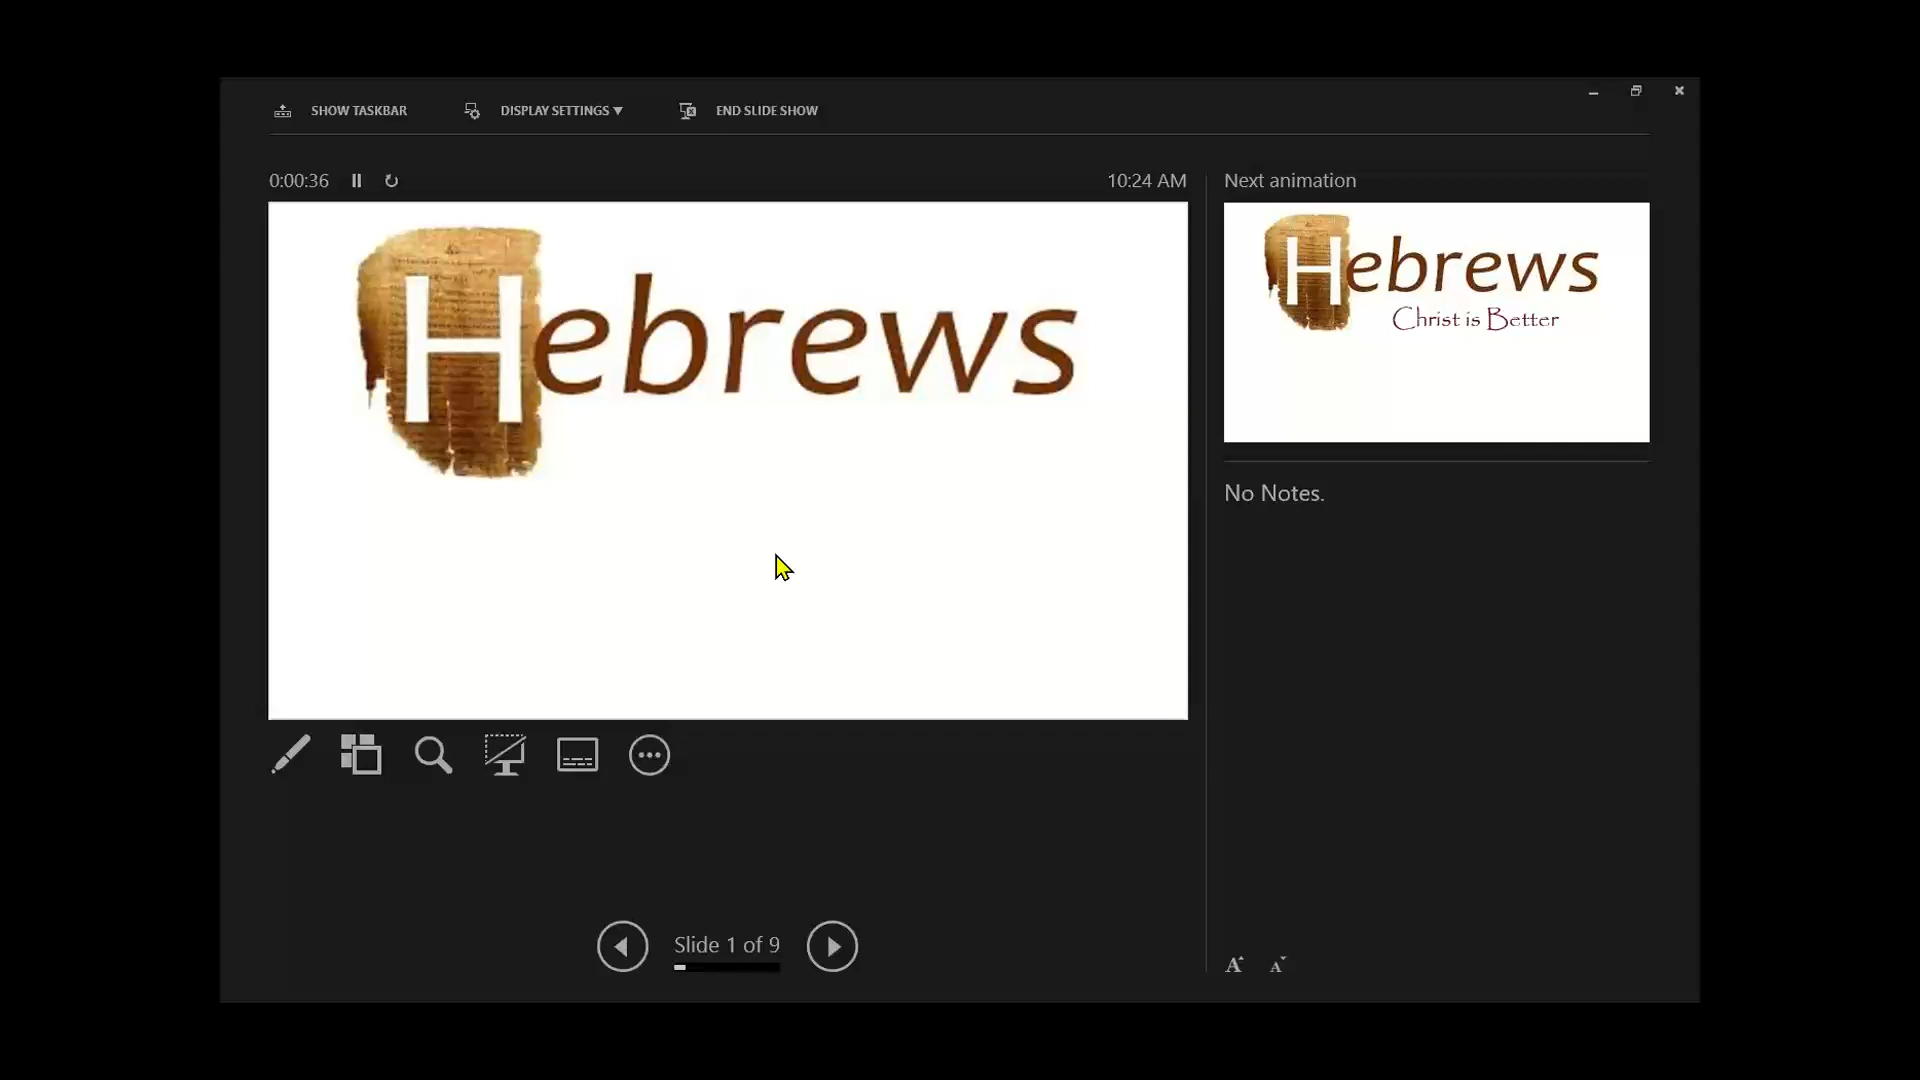 SHOW TASKBAR
DISPLAY SETTINGS ▼
END SLIDE SHOW
0:00:36
10:24 AM
Hebrews
Next animation
Hebrews
Christ is Better
No Notes.
Slide 1 of 9
A
A